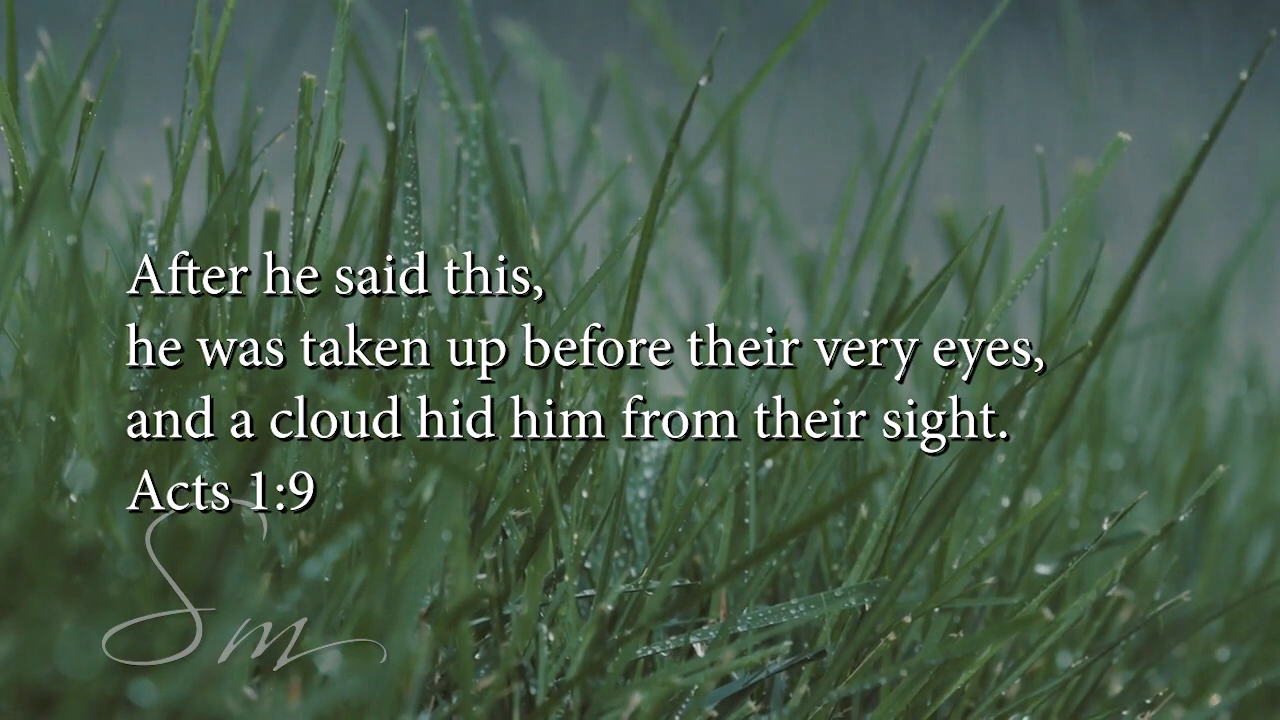 After he said this,
he was taken up before their very eyes,
and a cloud hid him from their sight.
Acts 1:9
Sm